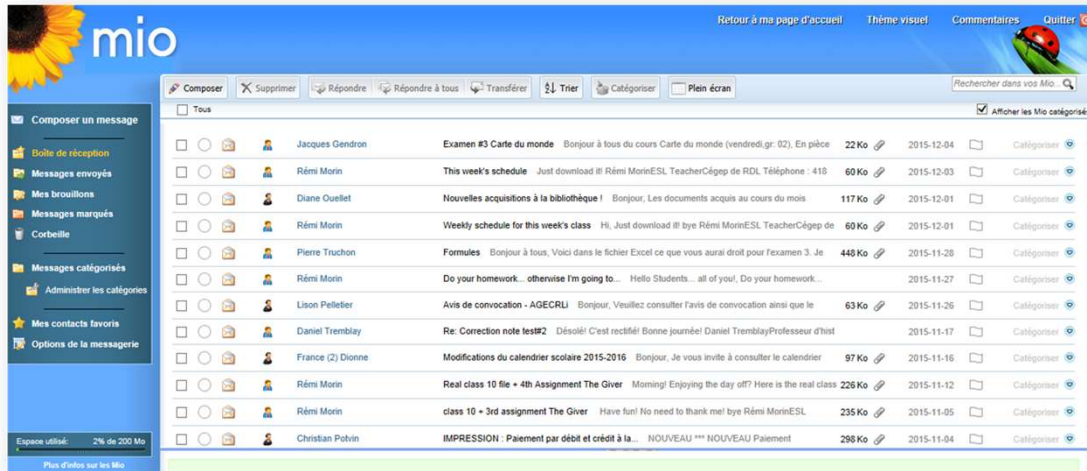 mio
Retour à ma page d'accueil Thème visuel Commentaires Quitter
Composer Supprimer Répondre Répondre à tous Transférer Trier Catégoriser Plein écran Rechercher dans vos Mio...
Tous Afficher les Mio catégorisé
Composer un message
Boîte de réception
Messages envoyés
Mes brouillons
Messages marqués
Corbeille
Messages catégorisés
Administrer les catégories
Mes contacts favoris
Options de la messagerie
Espace utilisé: 2% de 200 Mo
Plus d'infos sur les Mio
Jacques Gendron Examen #3 Carte du monde Bonjour à tous du cours Carte du monde (vendredi,gr: 02), En pièce 22 Ko 2015-12-04 Catégoriser
Rémi Morin This week's schedule Just download it! Rémi MorinESL TeacherCégep de RDL Téléphone : 418 60 Ko 2015-12-03 Catégoriser
Diane Ouellet Nouvelles acquisitions à la bibliothèque ! Bonjour, Les documents acquis au cours du mois 117 Ko 2015-12-01 Catégoriser
Rémi Morin Weekly schedule for this week's class Hi, Just download it! bye Rémi MorinESL TeacherCégep de 60 Ko 2015-12-01 Catégoriser
Pierre Truchon Formules Bonjour à tous, Voici dans le fichier Excel ce que vous aurai droit pour l'examen 3. Je 448 Ko 2015-11-28 Catégoriser
Rémi Morin Do your homework... otherwise I'm going to... Hello Students... all of you!, Do your homework... 2015-11-27 Catégoriser
Lison Pelletier Avis de convocation - AGECRLi Bonjour, Veuillez consulter l'avis de convocation ainsi que le 63 Ko 2015-11-26 Catégoriser
Daniel Tremblay Re: Correction note test#2 Désolé! C'est rectifié! Bonne journée! Daniel TremblayProfesseur d'hist 2015-11-17 Catégoriser
France (2) Dionne Modifications du calendrier scolaire 2015-2016 Bonjour, Je vous invite à consulter le calendrier 97 Ko 2015-11-16 Catégoriser
Rémi Morin Real class 10 file + 4th Assignment The Giver Morning! Enjoying the day off? Here is the real class 226 Ko 2015-11-12 Catégoriser
Rémi Morin class 10 + 3rd assignment The Giver Have fun! No need to thank me! bye Rémi MorinESL 235 Ko 2015-11-05 Catégoriser
Christian Potvin IMPRESSION : Paiement par débit et crédit à la... NOUVEAU *** NOUVEAU Paiement 298 Ko 2015-11-04 Catégoriser